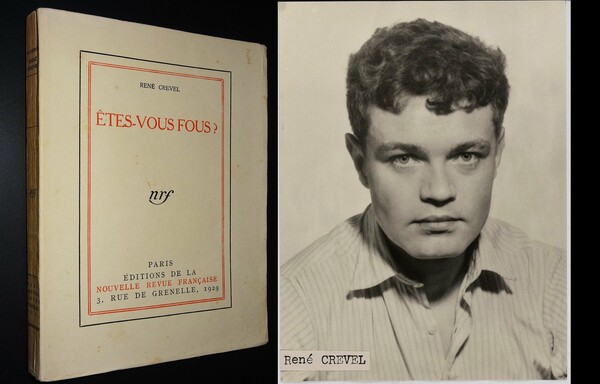 RENÉ CREVEL
ÊTES-VOUS FOUS ?
nrf
PARIS
ÉDITIONS DE LA
NOUVELLE REVUE FRANÇAISE
3, RUE DE GRENELLE, 1929
René CREVEL